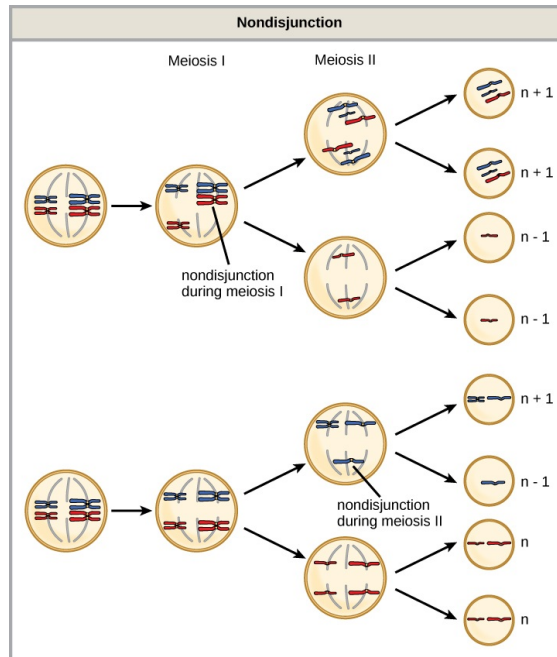 Nondisjunction
Meiosis I
Meiosis II
n + 1
n + 1
nondisjunction
during meiosis I
n - 1
n - 1
n + 1
n - 1
nondisjunction
during meiosis II
n
n